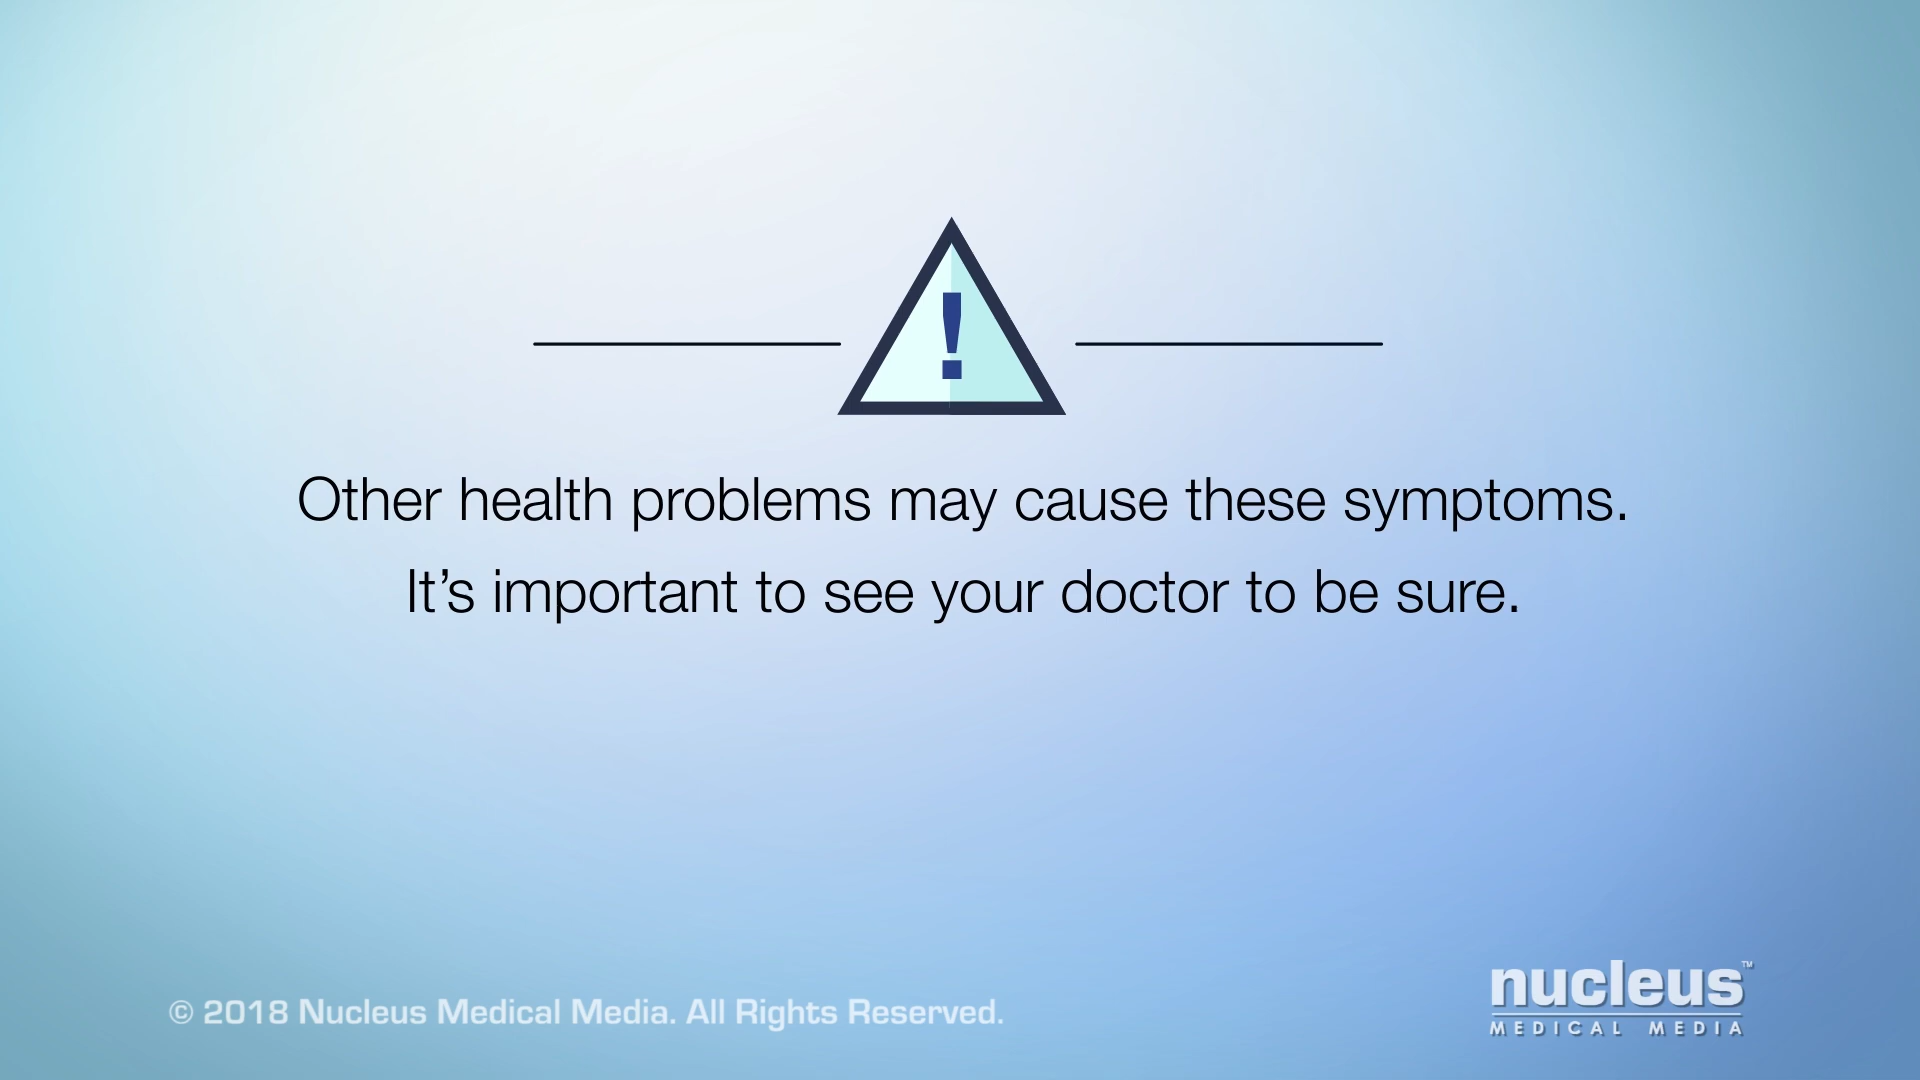 !
Other health problems may cause these symptoms.
It’s important to see your doctor to be sure.
© 2018 Nucleus Medical Media. All Rights Reserved.
nucleus™
MEDICAL MEDIA